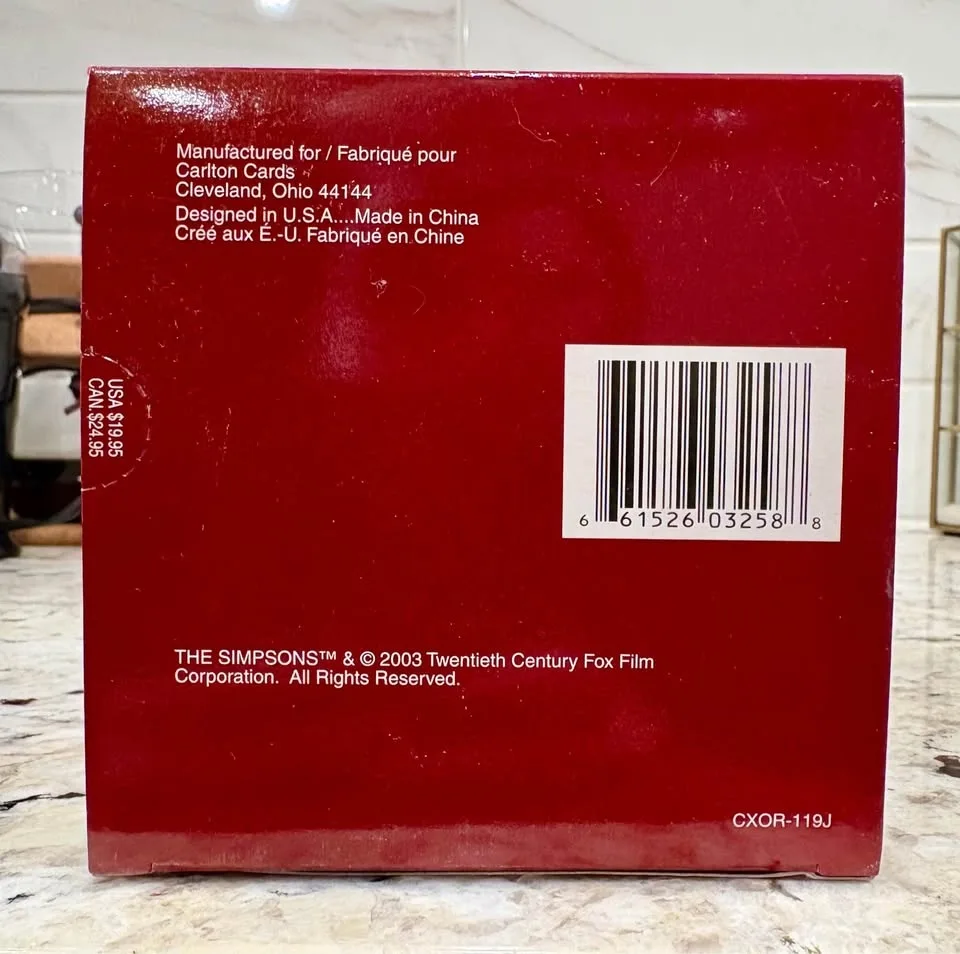 Manufactured for / Fabriqué pour
Carlton Cards
Cleveland, Ohio 44144
Designed in U.S.A....Made in China
Créé aux É.-U. Fabriqué en Chine
USA $19.95
CAN. $24.95
6 61526 03258 8
THE SIMPSONS™ & © 2003 Twentieth Century Fox Film
Corporation. All Rights Reserved.
CXOR-119J